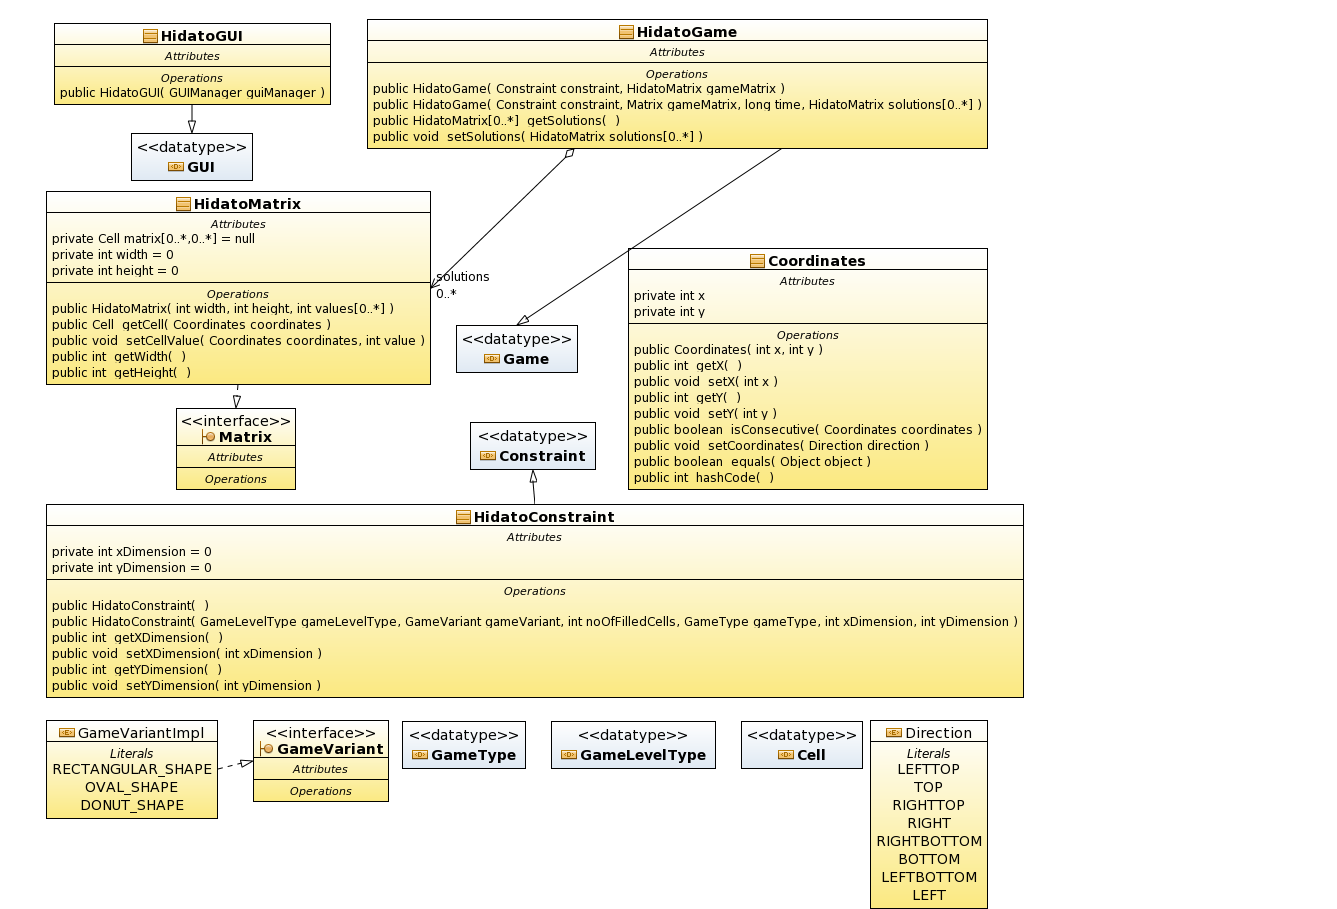 HidatoGUI
Attributes
Operations
public HidatoGUI( GUIManager guiManager )
<<datatype>>
GUI
HidatoGame
Attributes
Operations
public HidatoGame( Constraint constraint, HidatoMatrix gameMatrix )
public HidatoGame( Constraint constraint, Matrix gameMatrix, long time, HidatoMatrix solutions[0..*] )
public HidatoMatrix[0..*]  getSolutions(  )
public void  setSolutions( HidatoMatrix solutions[0..*] )
HidatoMatrix
Attributes
private Cell matrix[0..*,0..*] = null
private int width = 0
private int height = 0
Operations
public HidatoMatrix( int width, int height, int values[0..*] )
public Cell  getCell( Coordinates coordinates )
public void  setCellValue( Coordinates coordinates, int value )
public int  getWidth(  )
public int  getHeight(  )
solutions
0..*
<<datatype>>
Game
Coordinates
Attributes
private int x
private int y
Operations
public Coordinates( int x, int y )
public int  getX(  )
public void  setX( int x )
public int  getY(  )
public void  setY( int y )
public boolean  isConsecutive( Coordinates coordinates )
public void  setCoordinates( Direction direction )
public boolean  equals( Object object )
public int  hashCode(  )
<<interface>>
Matrix
Attributes
Operations
<<datatype>>
Constraint
HidatoConstraint
Attributes
private int xDimension = 0
private int yDimension = 0
Operations
public HidatoConstraint(  )
public HidatoConstraint( GameLevelType gameLevelType, GameVariant gameVariant, int noOfFilledCells, GameType gameType, int xDimension, int yDimension )
public int  getXDimension(  )
public void  setXDimension( int xDimension )
public int  getYDimension(  )
public void  setYDimension( int yDimension )
GameVariantImpl
Literals
RECTANGULAR_SHAPE
OVAL_SHAPE
DONUT_SHAPE
<<interface>>
GameVariant
Attributes
Operations
<<datatype>>
GameType
<<datatype>>
GameLevelType
<<datatype>>
Cell
Direction
Literals
LEFTTOP
TOP
RIGHTTOP
RIGHT
RIGHTBOTTOM
BOTTOM
LEFTBOTTOM
LEFT